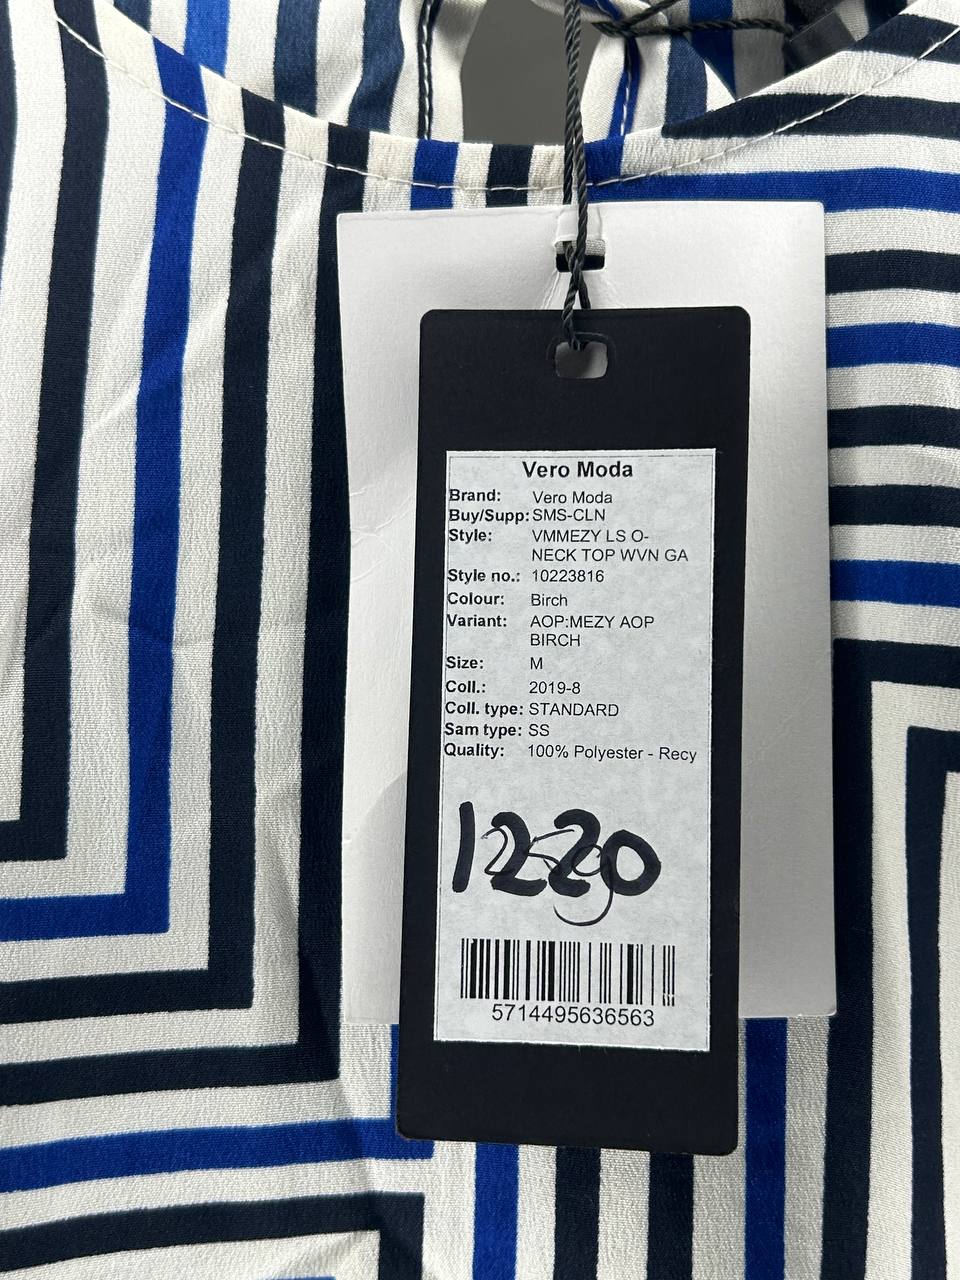 Vero Moda
Brand: Vero Moda
Buy/Supp: SMS-CLN
Style: VMMEZY LS O-
NECK TOP WVN GA
Style no.: 10223816
Colour: Birch
Variant: AOP:MEZY AOP
BIRCH
Size: M
Coll.: 2019-8
Coll. type: STANDARD
Sam type: SS
Quality: 100% Polyester - Recy
1220
5714495636563